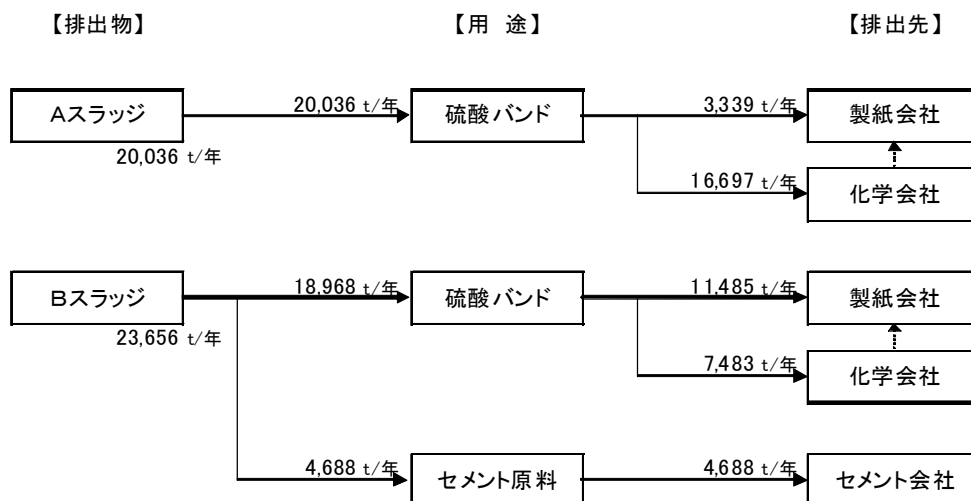 【排出物】 【用 途】 【排出先】
Aスラッジ 20,036 t/年 硫酸バンド 3,339 t/年 製紙会社
20,036 t/年
16,697 t/年 化学会社
Bスラッジ 18,968 t/年 硫酸バンド 11,485 t/年 製紙会社
23,656 t/年
7,483 t/年 化学会社
4,688 t/年 セメント原料 4,688 t/年 セメント会社